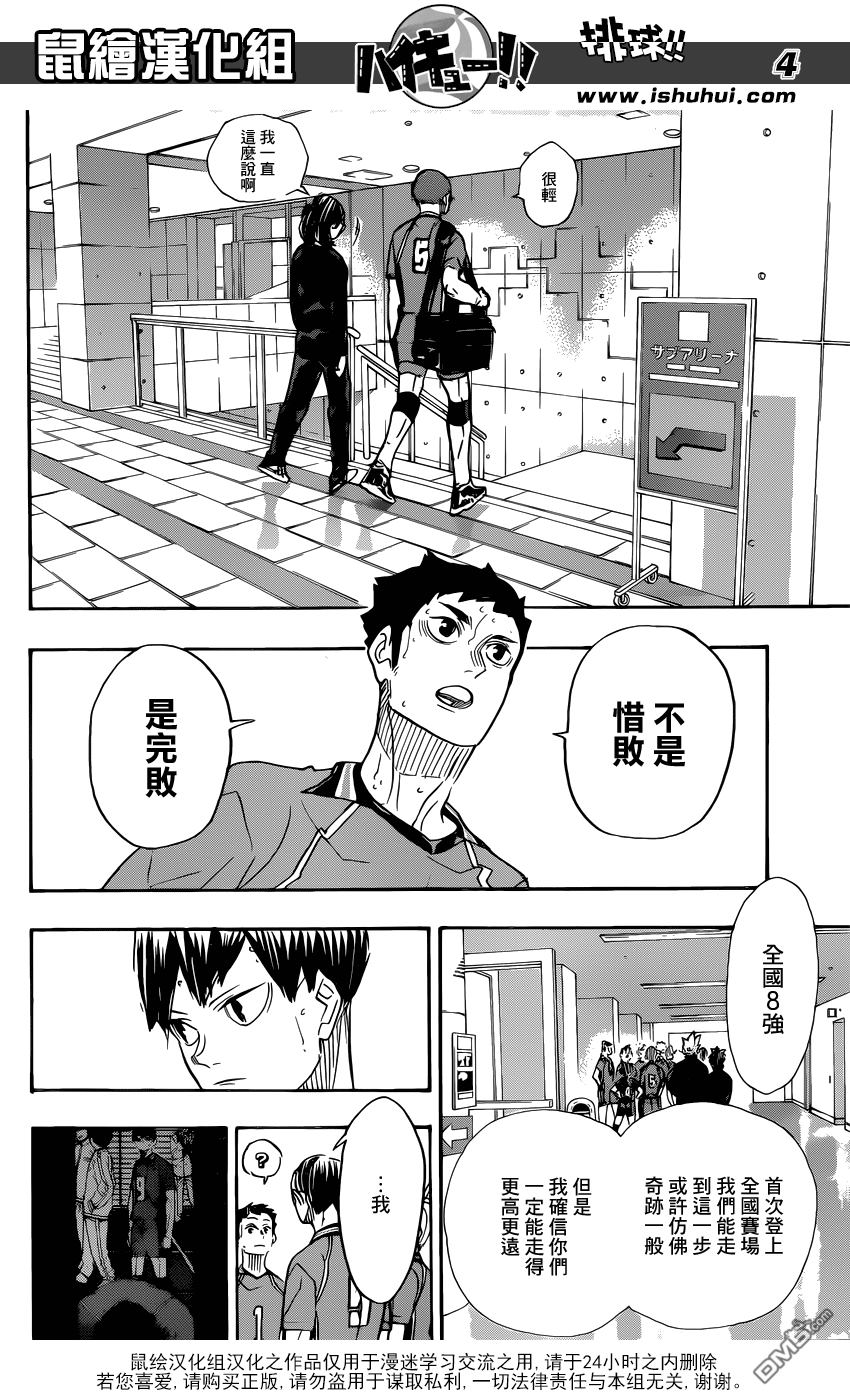 鼠繪漢化組
ハイキュー!!
排球!!
4
www.ishuhui.com
很輕
我一直
這麼說啊
サブアリーナ
不是
惜敗
是完敗
5
全國8強
首次登上
全國賽場
我們能走
到這一步
或許仿佛
奇跡一般
但是
我確信你們
一定能走得
更高更遠
5
…我
?
1
9
9
鼠绘汉化组汉化之作品仅用于漫迷学习交流之用, 请于24小时之内删除
若您喜爱, 请购买正版, 请勿盗用于谋取私利, 一切法律责任与本组无关, 谢谢。
DM5.com